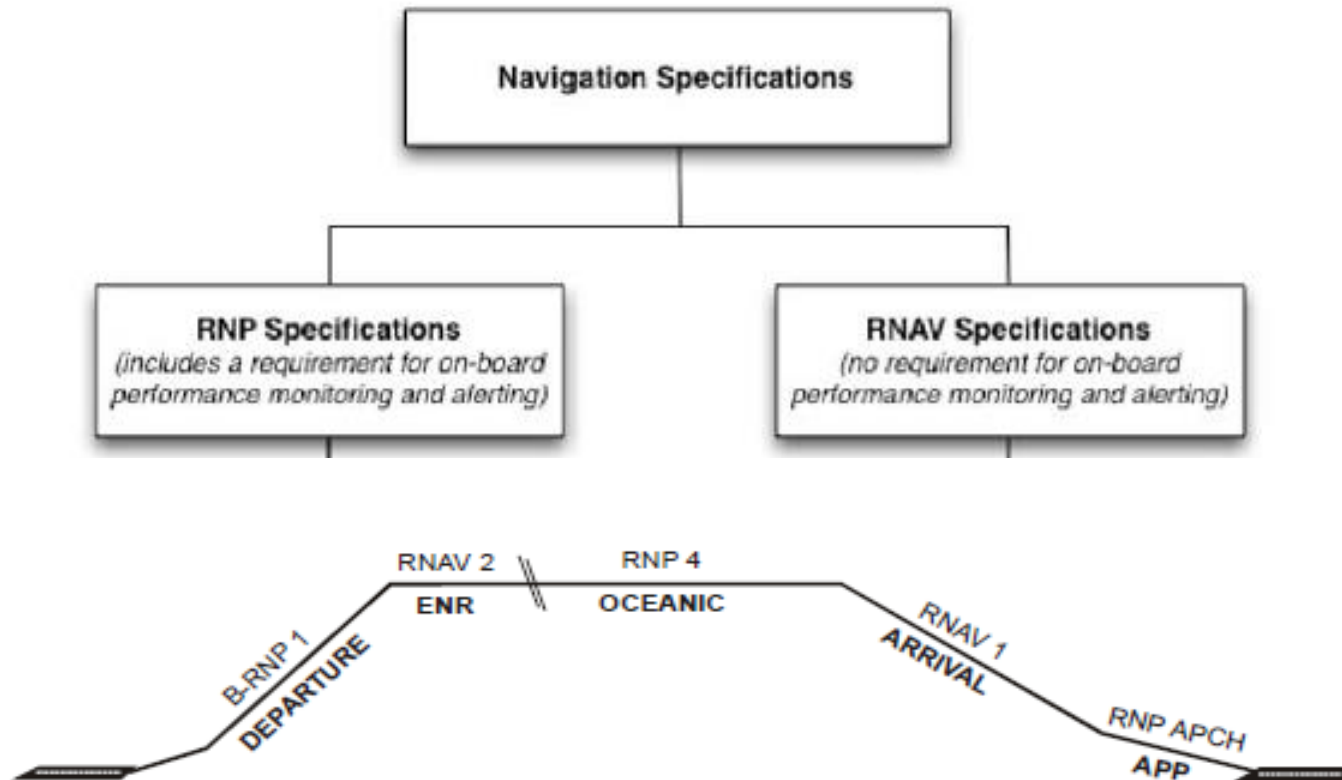 Navigation Specifications
RNP Specifications
(includes a requirement for on-board
performance monitoring and alerting)
RNAV Specifications
(no requirement for on-board
performance monitoring and alerting)
B-RNP 1
DEPARTURE
RNAV 2
ENR
RNP 4
OCEANIC
RNAV 1
ARRIVAL
RNP APCH
APP